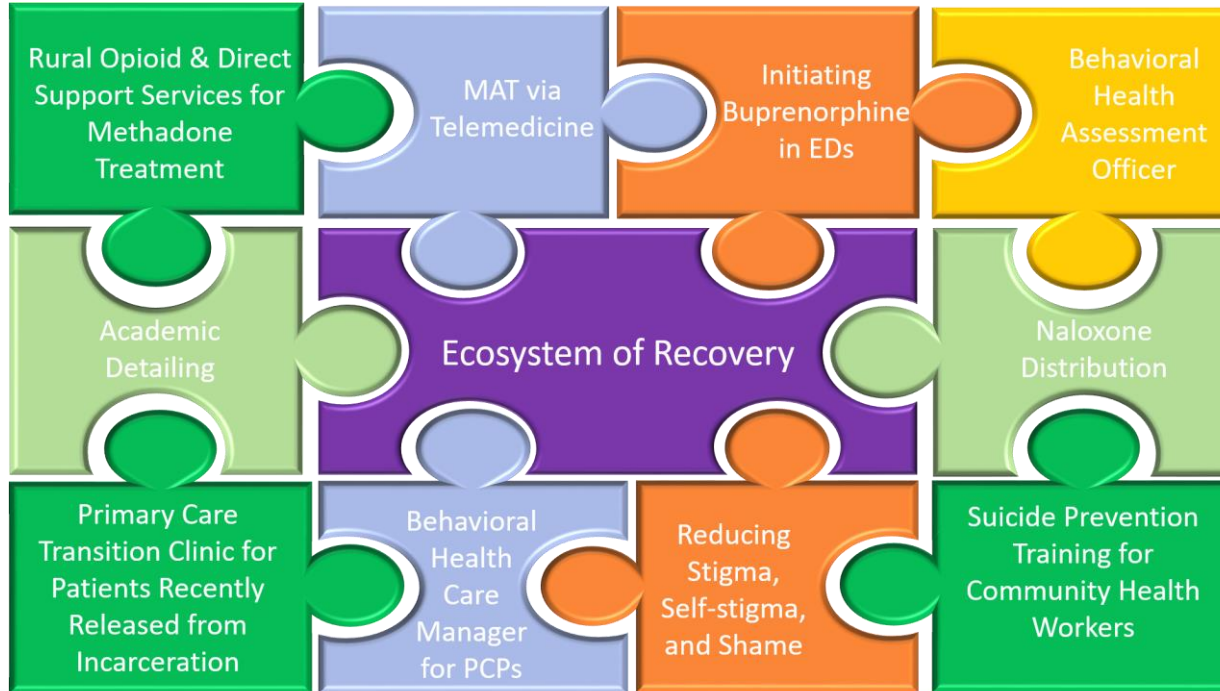 Rural Opioid & Direct
Support Services for
Methadone
Treatment
MAT via
Telemedicine
Initiating
Buprenorphine
in EDs
Behavioral
Health
Assessment
Officer
Academic
Detailing
Ecosystem of Recovery
Naloxone
Distribution
Primary Care
Transition Clinic for
Patients Recently
Released from
Incarceration
Behavioral
Health
Care
Manager
for PCPs
Reducing
Stigma,
Self-stigma,
and Shame
Suicide Prevention
Training for
Community Health
Workers